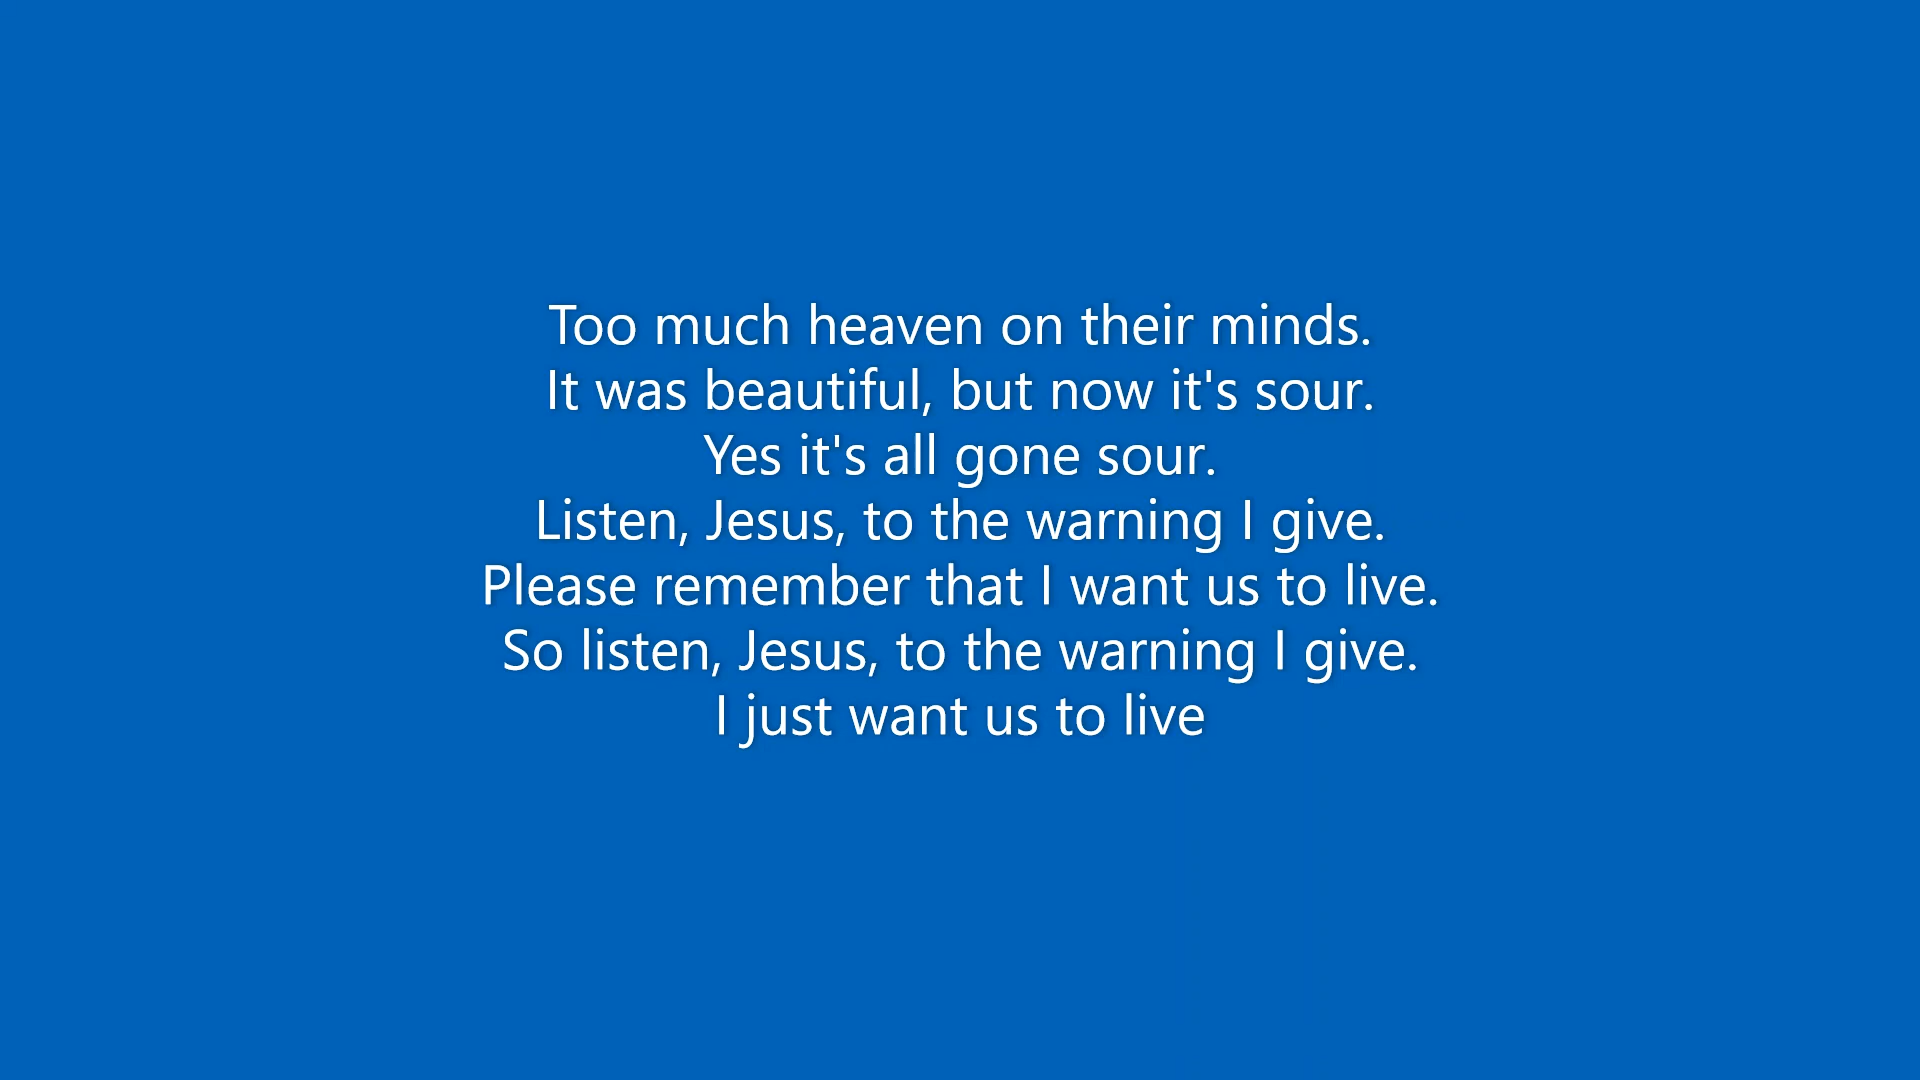 Too much heaven on their minds.
It was beautiful, but now it's sour.
Yes it's all gone sour.
Listen, Jesus, to the warning I give.
Please remember that I want us to live.
So listen, Jesus, to the warning I give.
I just want us to live